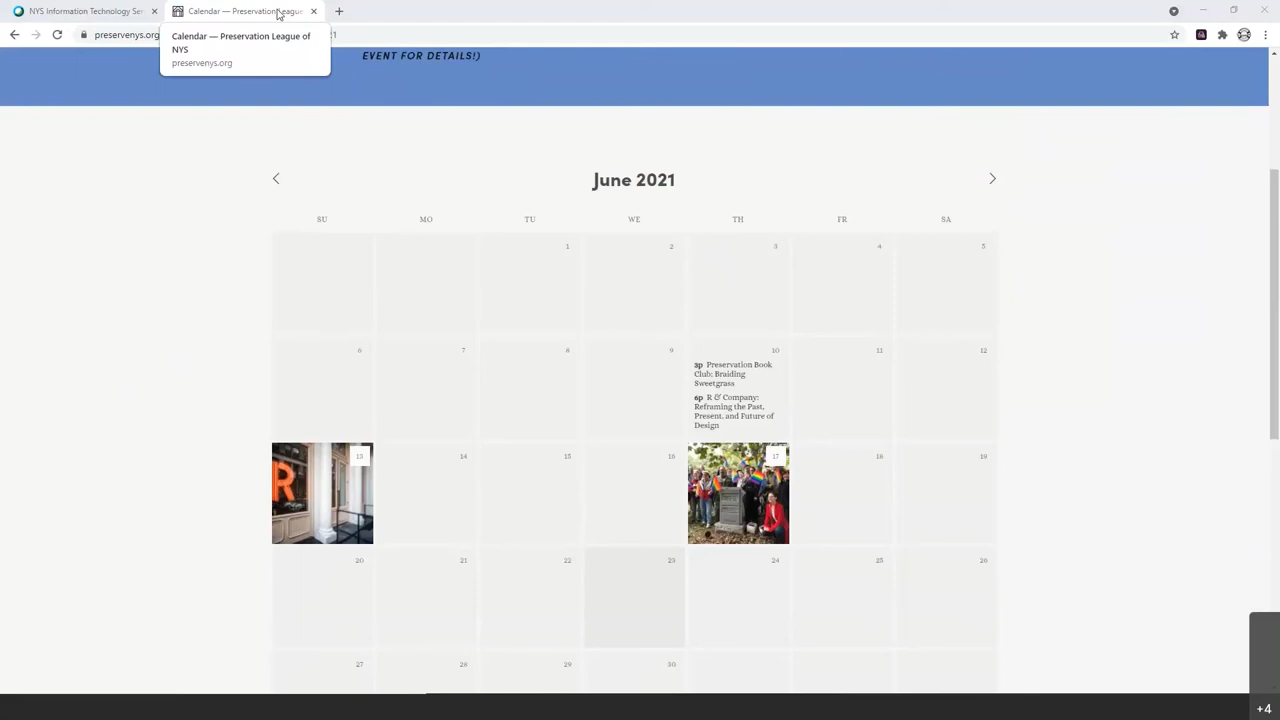 NYS Information Technology Ser
Calendar — Preservation League
preservenys.org
21
Calendar — Preservation League of
NYS
preservenys.org
EVENT FOR DETAILS!)
June 2021
SU MO TU WE TH FR SA
1 2 3 4 5
6 7 8 9 10 11 12
Preservation Book
Club: Braiding
Sweetgrass
6p R & Company:
Reframing the Past,
Present, and Future of
Design
R
13 14 15 16 17 18 19
20 21 22 23 24 25 26
27 28 29 30
+4